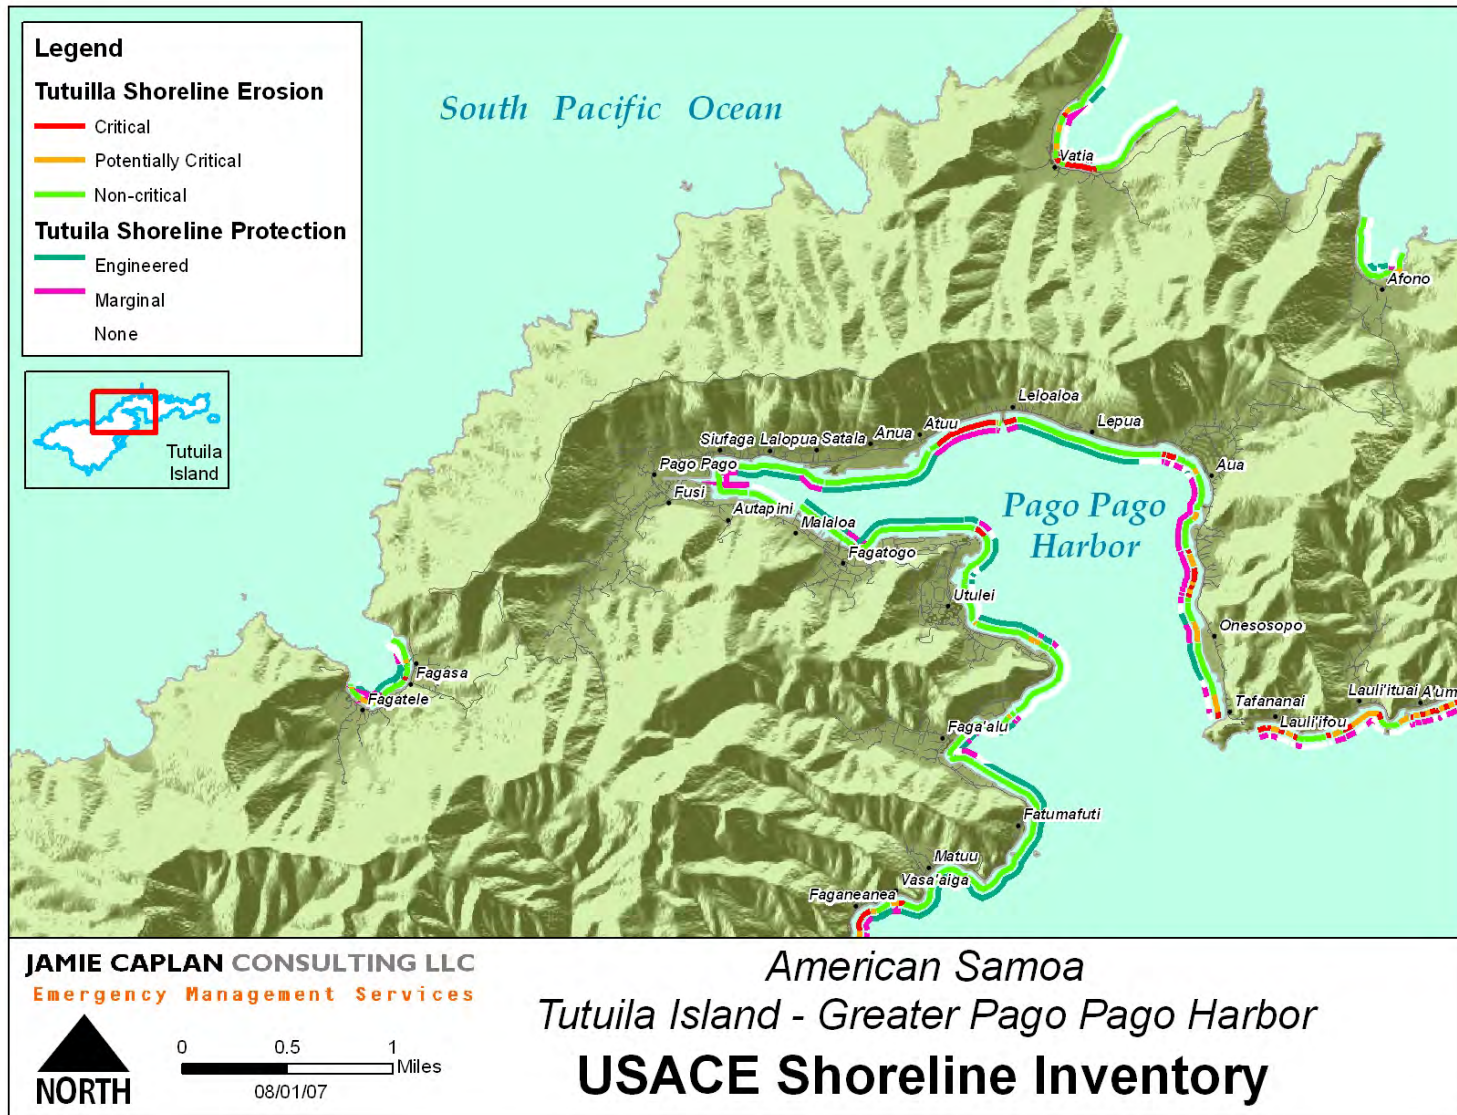 Legend
Tutuilla Shoreline Erosion
Critical
Potentially Critical
Non-critical
Tutuila Shoreline Protection
Engineered
Marginal
None
Tutuila
Island
South Pacific Ocean
Vatia
Afono
Leloaloa
Lepua
Atuu
Anua
Siufaga Lalopua Satala
Aua
Pago Pago
Fusi
Autapini
Malaloa
Fagatogo
Pago Pago
Harbor
Utulei
Onesosopo
Fagasa
Fagatele
Tafananai
Lauli'ituai
A'um
Lauli'ifou
Faga'alu
Fatumafuti
Matuu
Vasa'aiga
Faganeanea
JAMIE CAPLAN CONSULTING LLC
Emergency Management Services
NORTH
0 0.5 1
Miles
08/01/07
American Samoa
Tutuila Island - Greater Pago Pago Harbor
USACE Shoreline Inventory